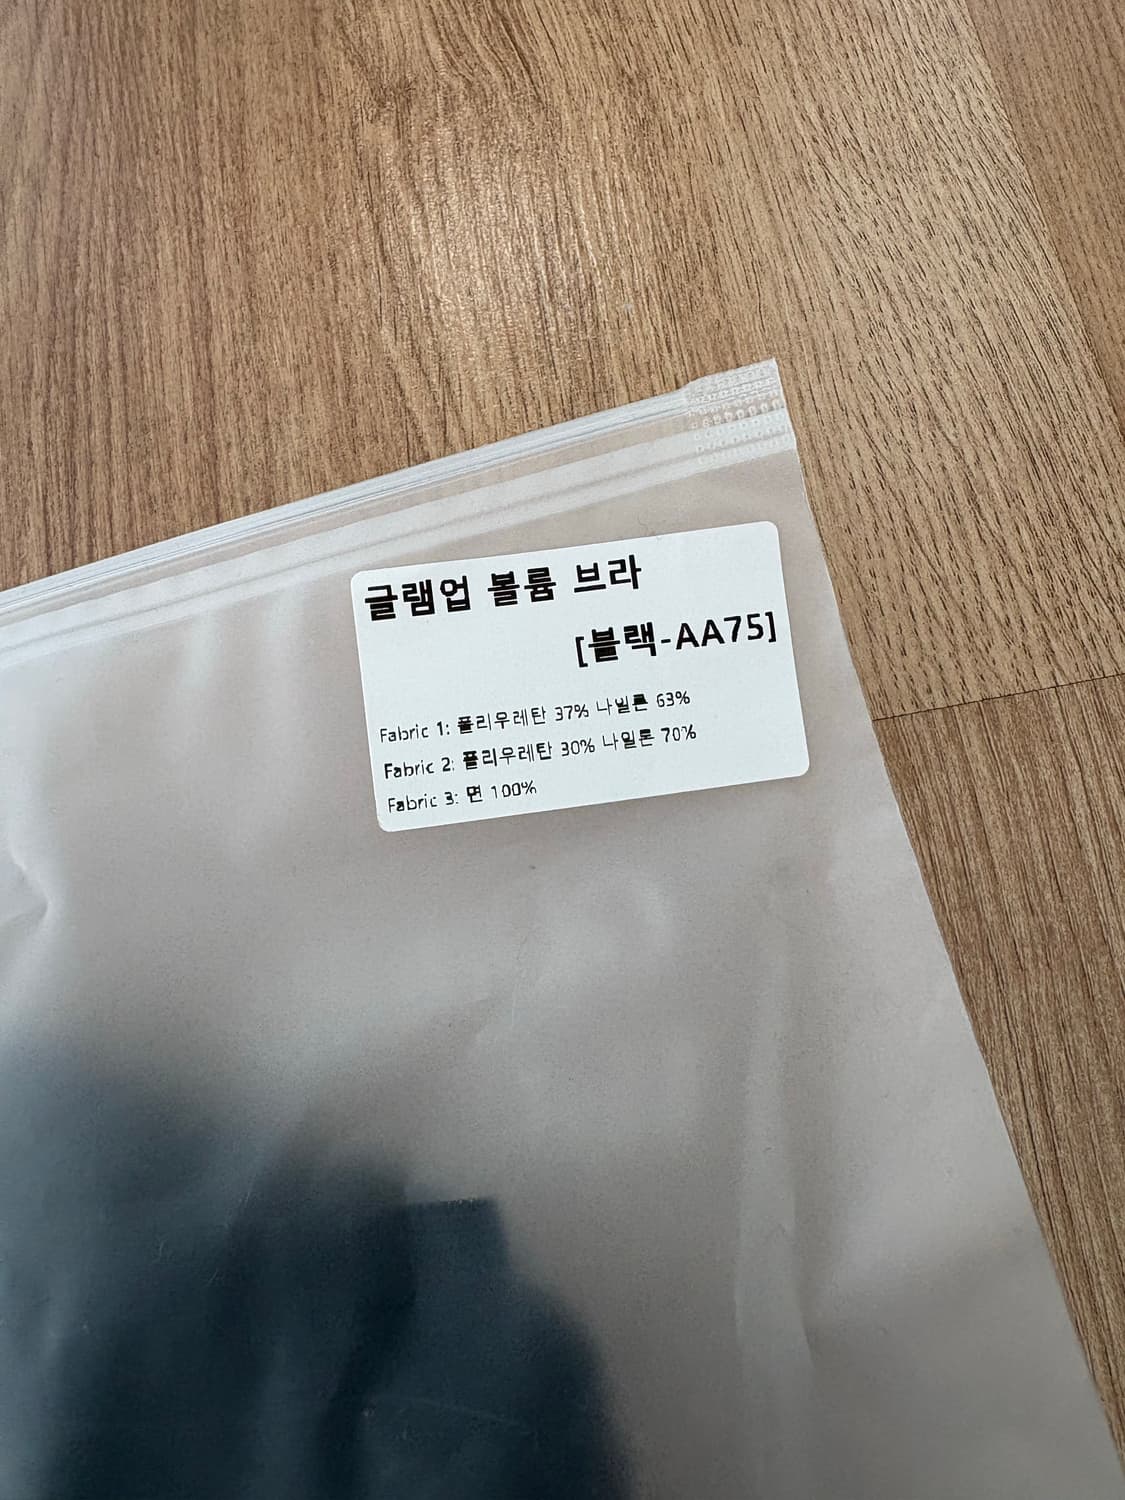 글램업 볼륨 브라
[블랙-AA75]
Fabric 1: 폴리우레탄 37% 나일론 63%
Fabric 2: 폴리우레탄 30% 나일론 70%
Fabric 3: 면 100%